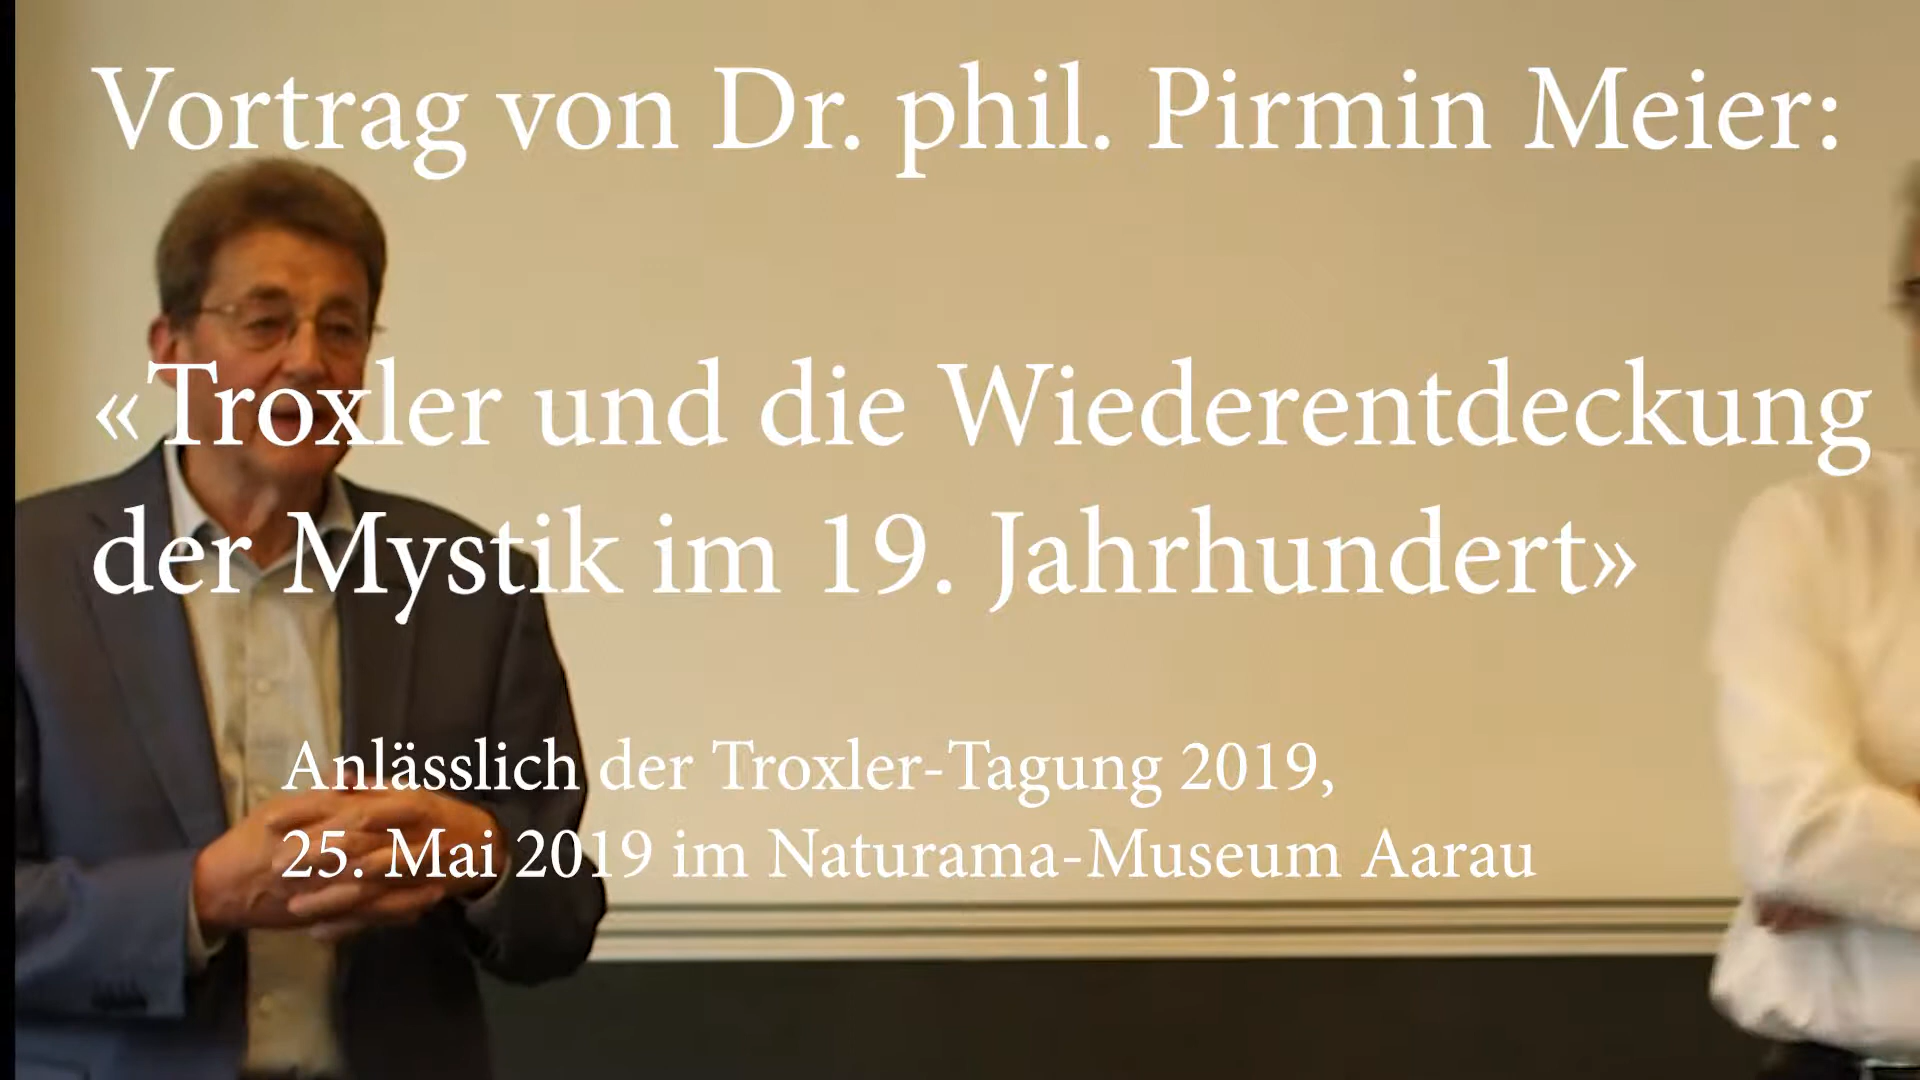 Vortrag von Dr. phil. Pirmin Meier:
«Troxler und die Wiederentdeckung
der Mystik im 19. Jahrhundert»
Anlässlich der Troxler-Tagung 2019,
25. Mai 2019 im Naturama-Museum Aarau